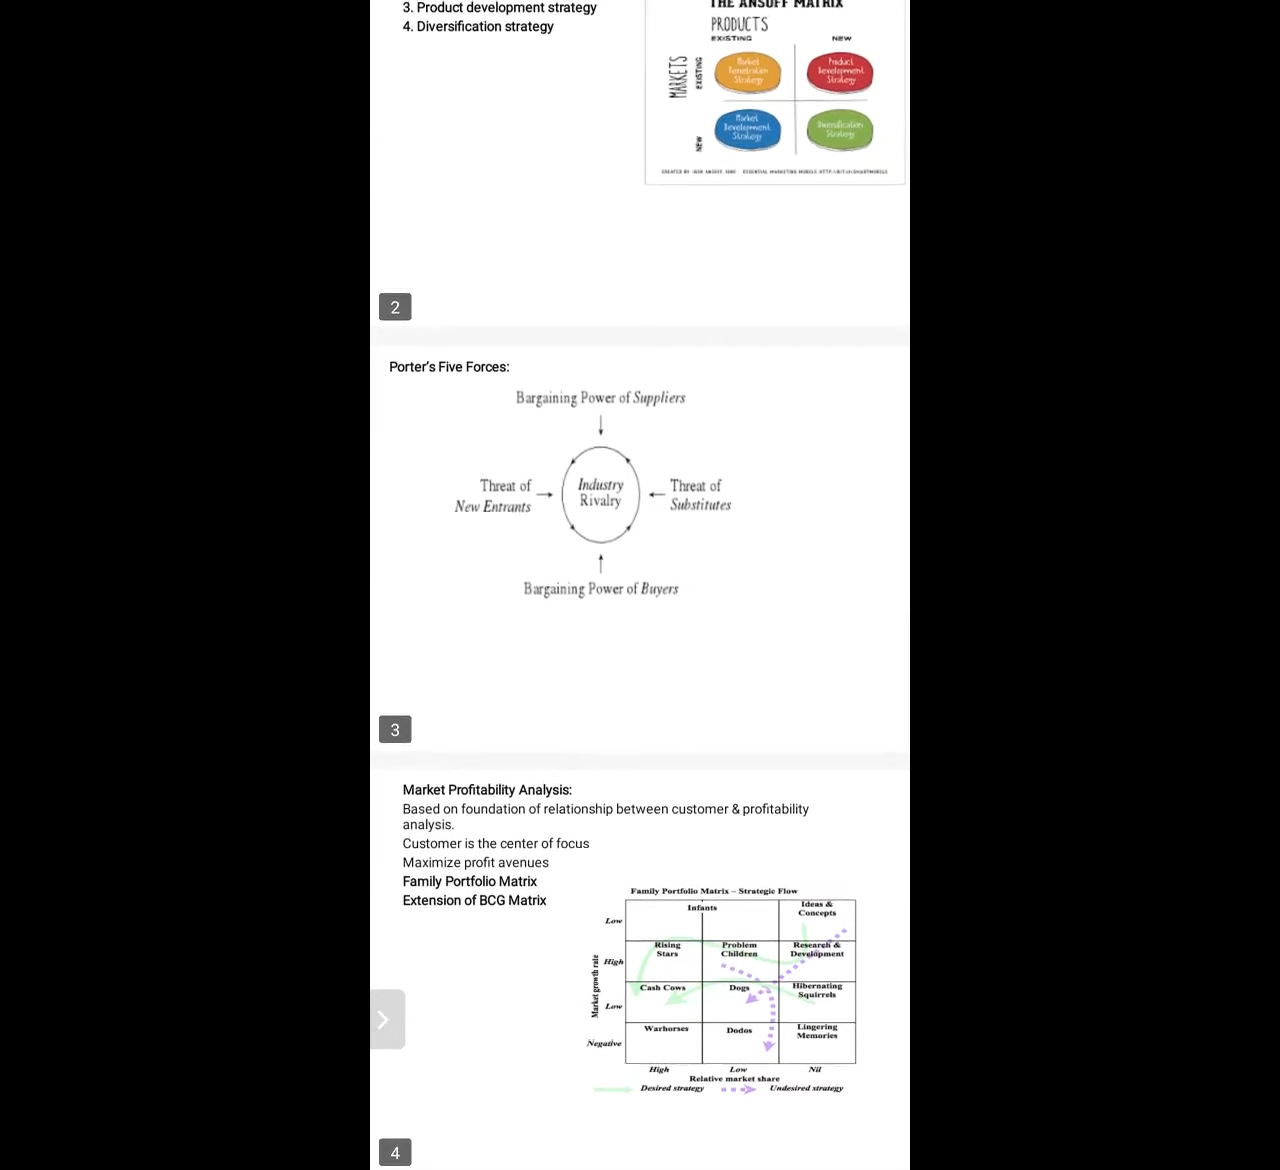 3. Product development strategy
4. Diversification strategy
THE ANSOFF MATRIX
PRODUCTS
EXISTING
NEW
MARKETS
EXISTING
NEW
Market
Penetration
Strategy
Product
Development
Strategy
Market
Development
Strategy
Diversification
Strategy
2
Porter's Five Forces:
Bargaining Power of Suppliers
Threat of
New Entrants
Industry
Rivalry
Threat of
Substitutes
Bargaining Power of Buyers
3
Market Profitability Analysis:
Based on foundation of relationship between customer & profitability
analysis.
Customer is the center of focus
Maximize profit avenues
Family Portfolio Matrix
Extension of BCG Matrix
Family Portfolio Matrix – Strategic Flow
Market growth rate
Low
Infants
Ideas &
Concepts
High
Rising
Stars
Problem
Children
Research &
Development
Low
Cash Cows
Dogs
Hibernating
Squirrels
Negative
Warhorses
Dodos
Lingering
Memories
High
Low
Nil
Relative market share
Desired strategy
Undesired strategy
4